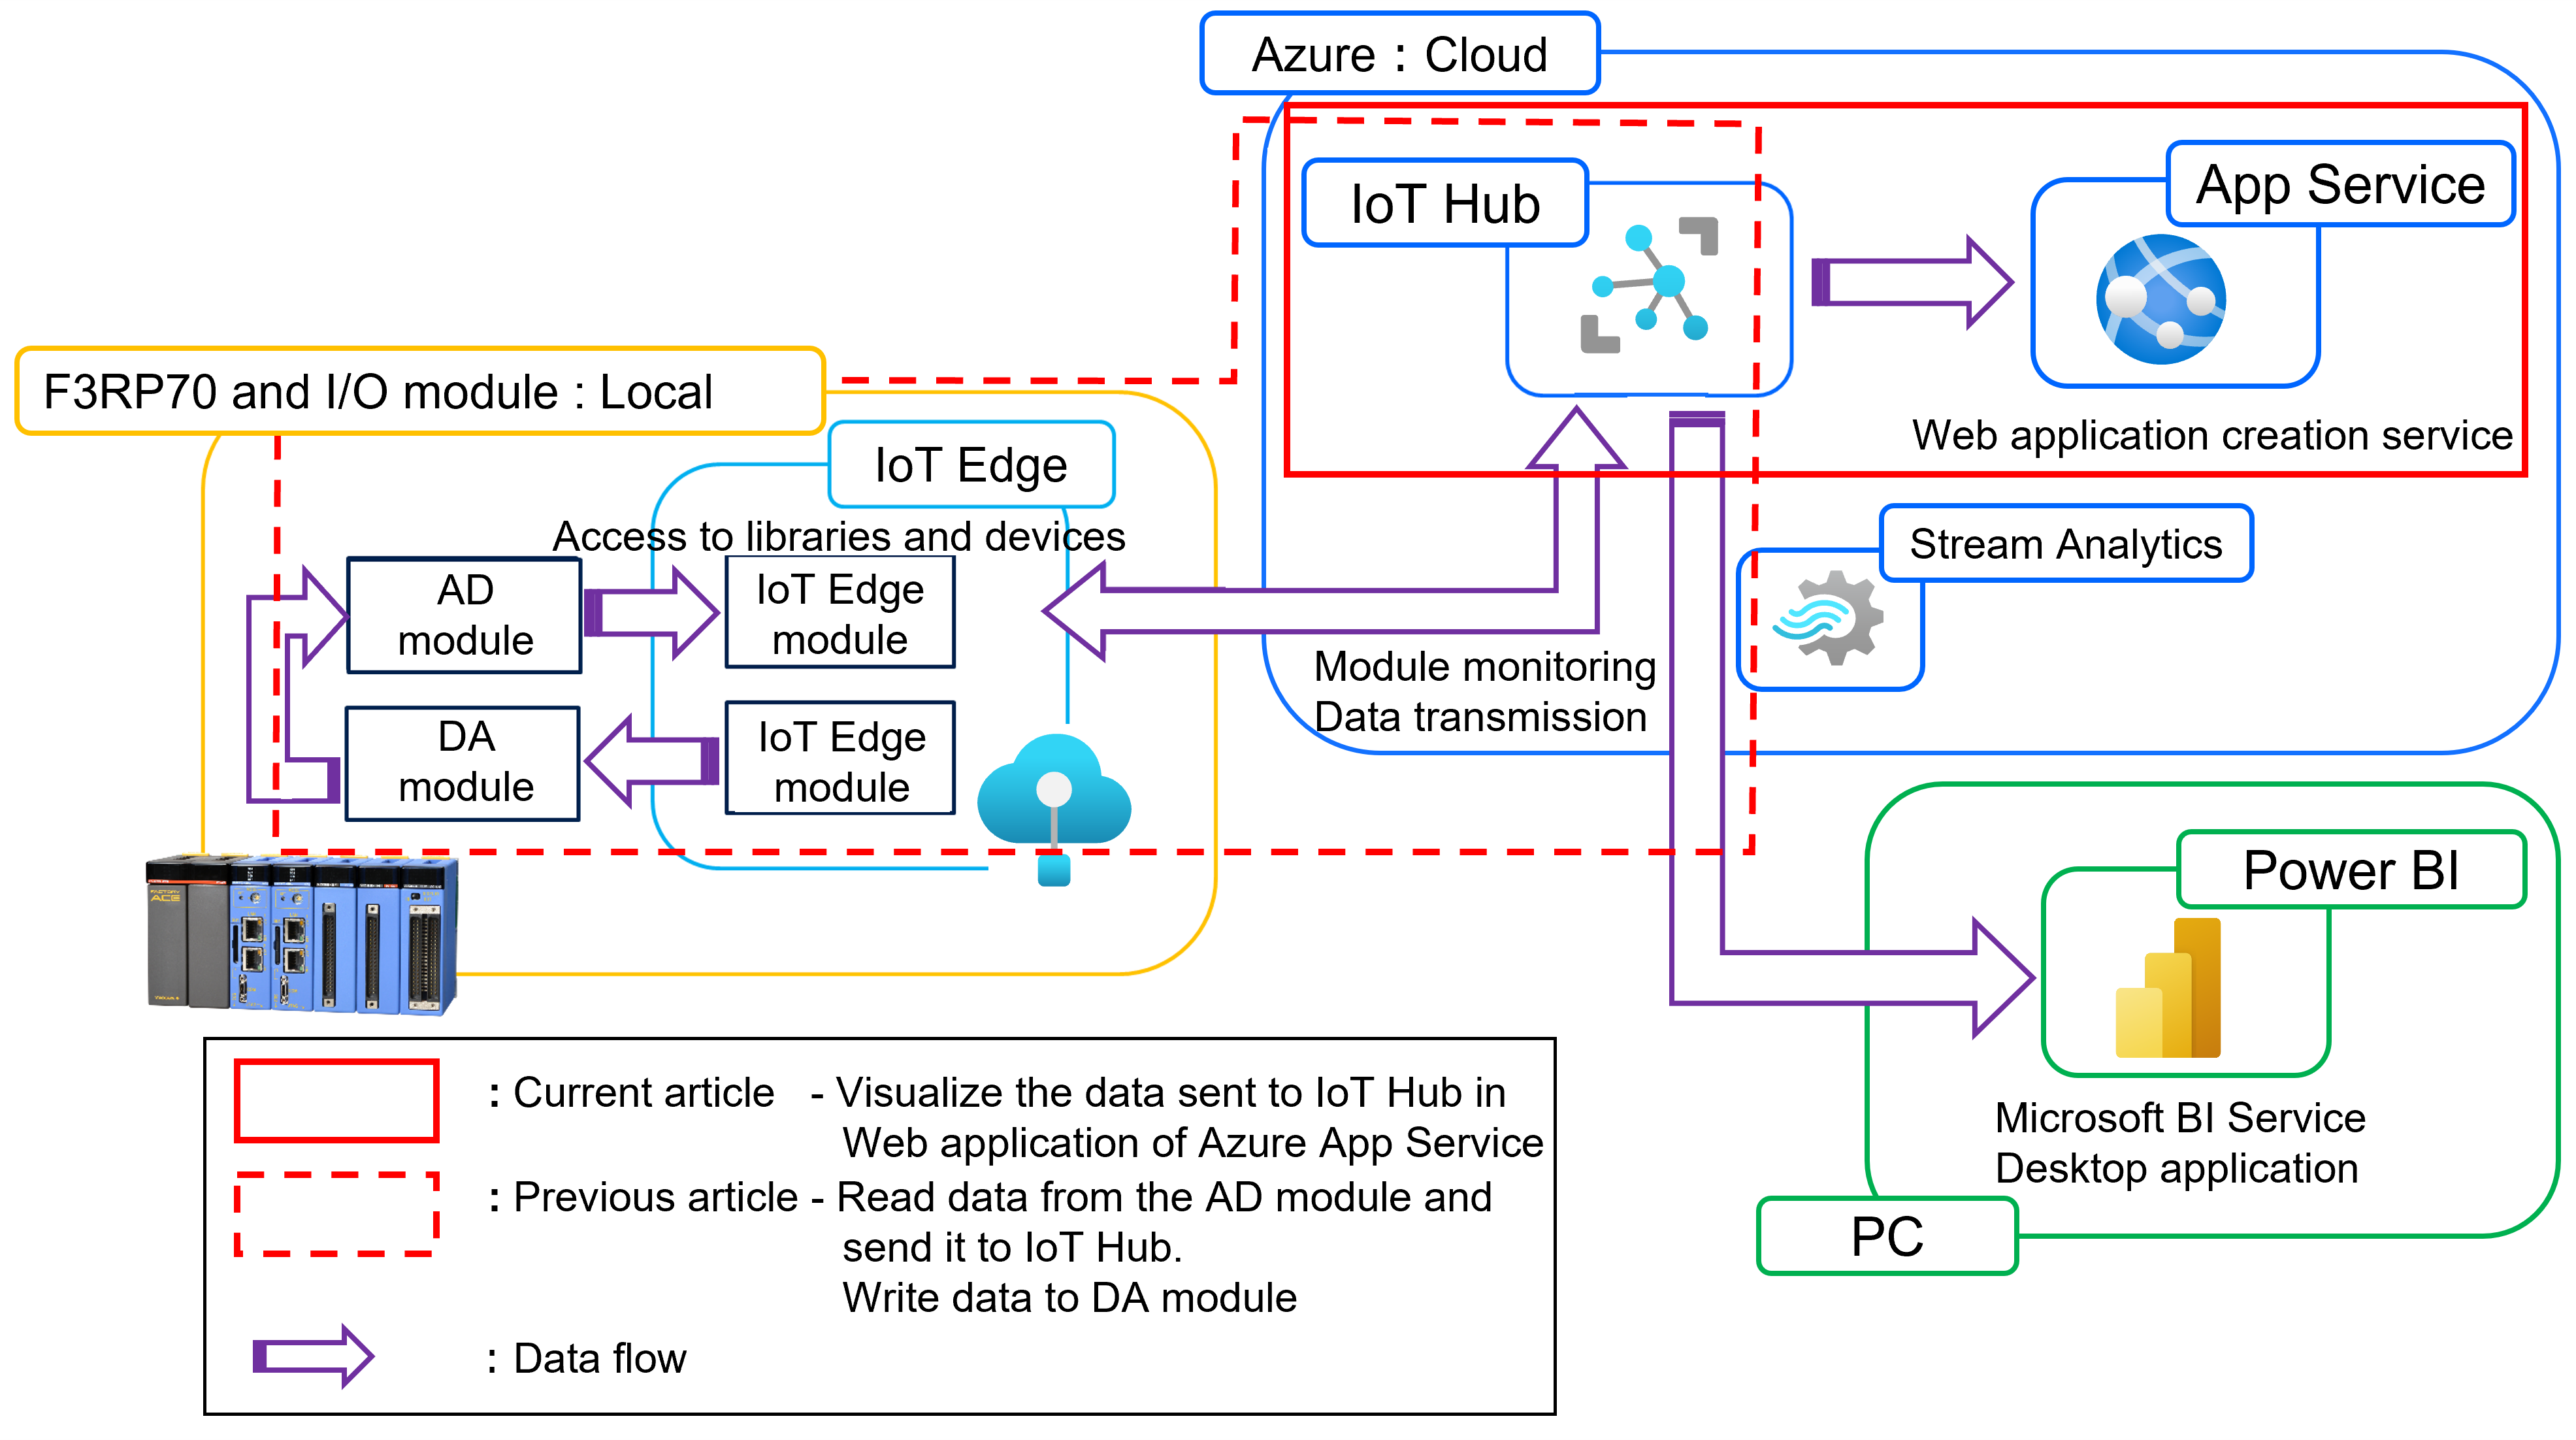 Azure : Cloud
IoT Hub
App Service
Web application creation service
F3RP70 and I/O module : Local
IoT Edge
Access to libraries and devices
AD
module
IoT Edge
module
DA
module
IoT Edge
module
Stream Analytics
Module monitoring
Data transmission
FACTORY
ACE
Power BI
Microsoft BI Service
Desktop application
PC
: Current article - Visualize the data sent to IoT Hub in
Web application of Azure App Service
: Previous article - Read data from the AD module and
send it to IoT Hub.
Write data to DA module
: Data flow